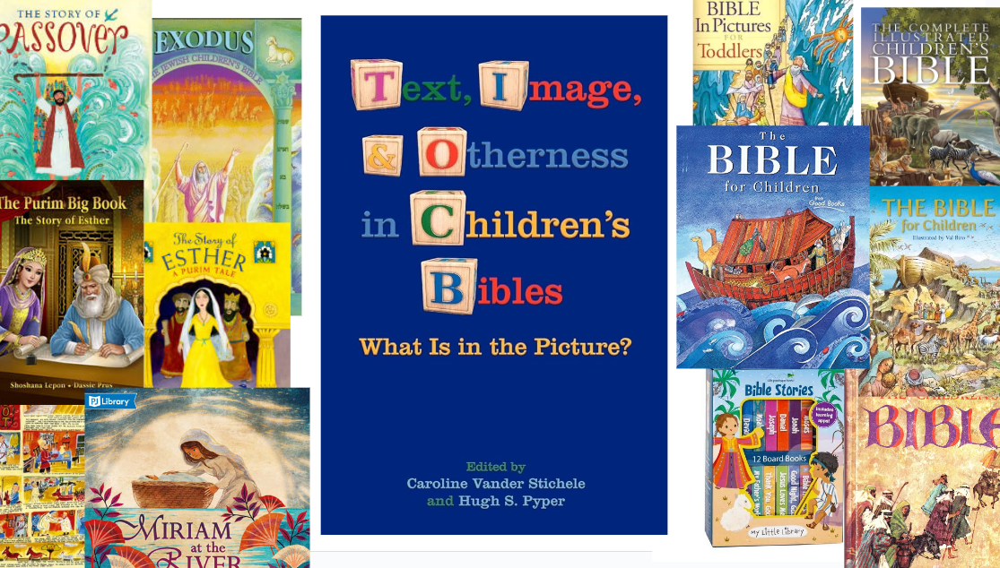 THE STORY OF
PASSOVER
EXODUS
JEWISH CHILDREN'S BIBLE
The Purim Big Book
The Story of Esther
Shoshana Lepon • Dassie Prus
The Story of
ESTHER
A PURIM TALE
PJ Library
MIRIAM
at the
RIVER
Text, Image,
& Otherness
in Children's
Bibles
What Is in the Picture?
Edited by
Caroline Vander Stichele
and Hugh S. Pyper
BIBLE
In Pictures
FOR
Toddlers
THE COMPLETE
ILLUSTRATED
CHILDREN'S
BIBLE
The
BIBLE
for Children
from
Good Books
THE BIBLE
for Children
Illustrated by Val Biro
Bible Stories
Includes
learning
apps!
Noah
Joseph
Daniel
Jonah
Moses
12 Board Books
My Little Library
BIBLE